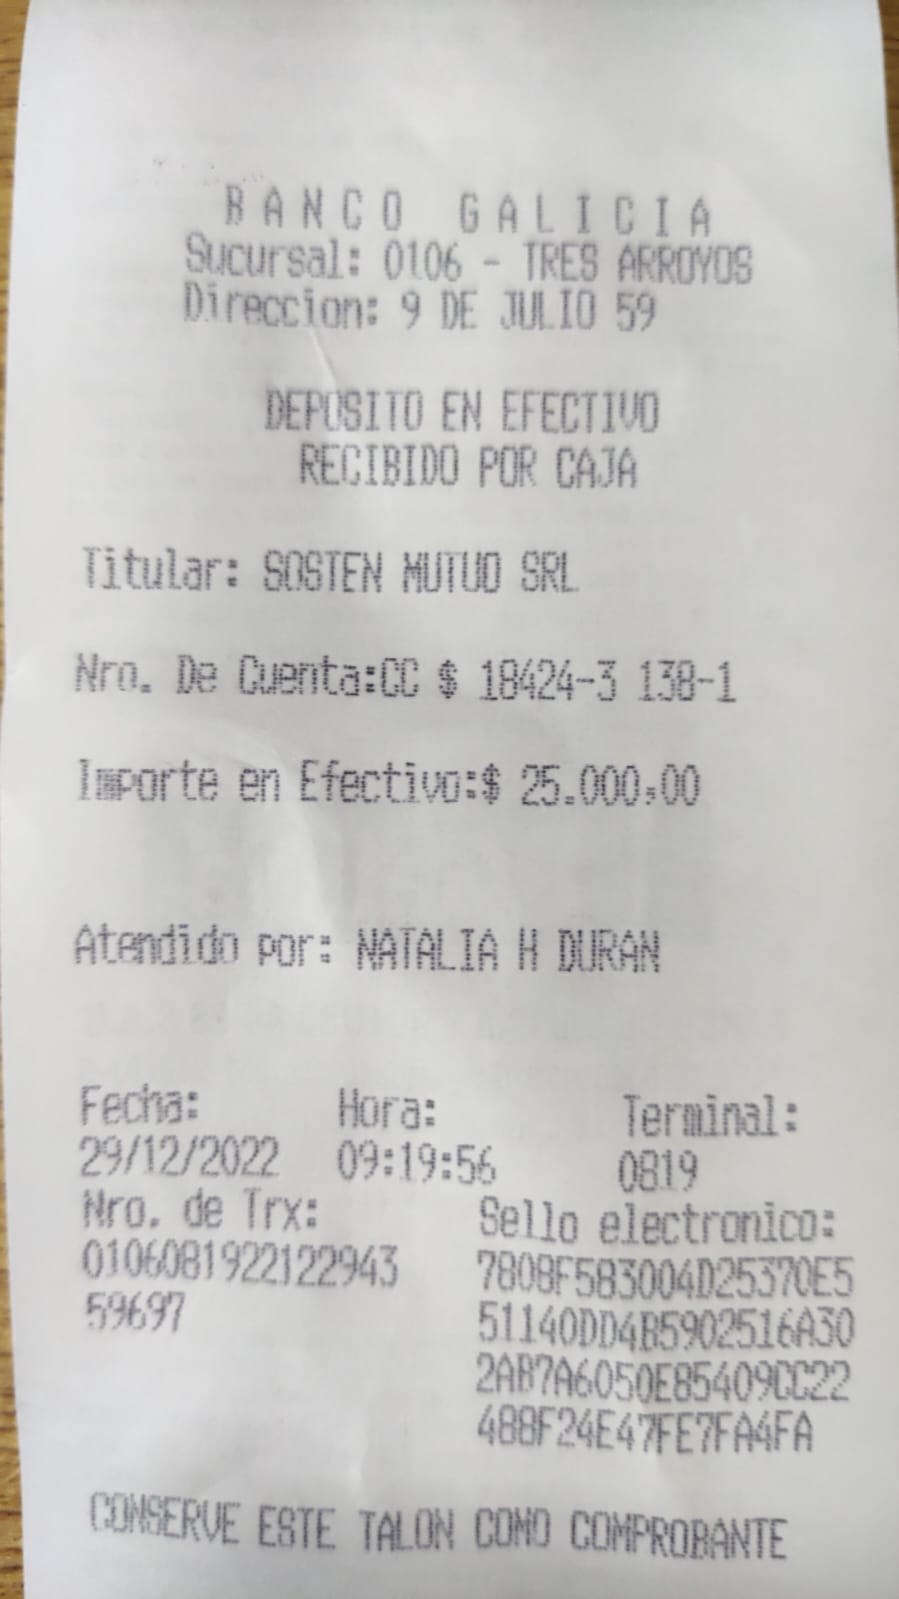 BANCO GALICIA
Sucursal: 0106 - TRES ARROYOS
Direccion: 9 DE JULIO 59
DEPOSITO EN EFECTIVO
RECIBIDO POR CAJA
Titular: SOSTEN MUTUO SRL
Nro. De Cuenta:CC $ 18424-3 138-1
Importe en Efectivo:$ 25.000,00
Atendido por: NATALIA H DURAN
Fecha: Hora: Terminal:
29/12/2022 09:19:56 0819
Nro. de Trx: Sello electronico:
0106081922122943 7808F583004D25370E5
59697 51140DD4B5902516A30
2AB7A6050E85409CC22
488F24E47FE7FA4FA
CONSERVE ESTE TALON COMO COMPROBANTE